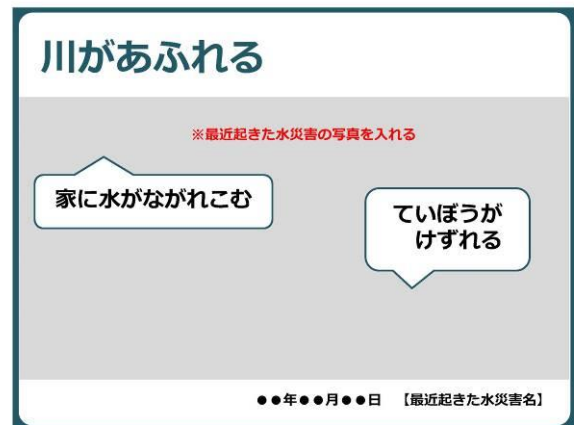 川があふれる
※最近起きた水災害の写真を入れる
家に水がながれこむ
ていぼうが
けずれる
●●年●●月●●日 【最近起きた水災害名】